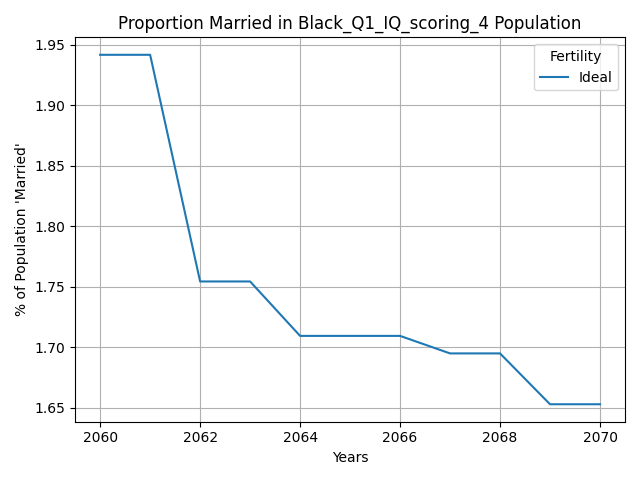 Proportion Married in Black_Q1_IQ_scoring_4 Population
Fertility
Ideal
% of Population 'Married'
1.95
1.90
1.85
1.80
1.75
1.70
1.65
2060
2062
2064
2066
2068
2070
Years